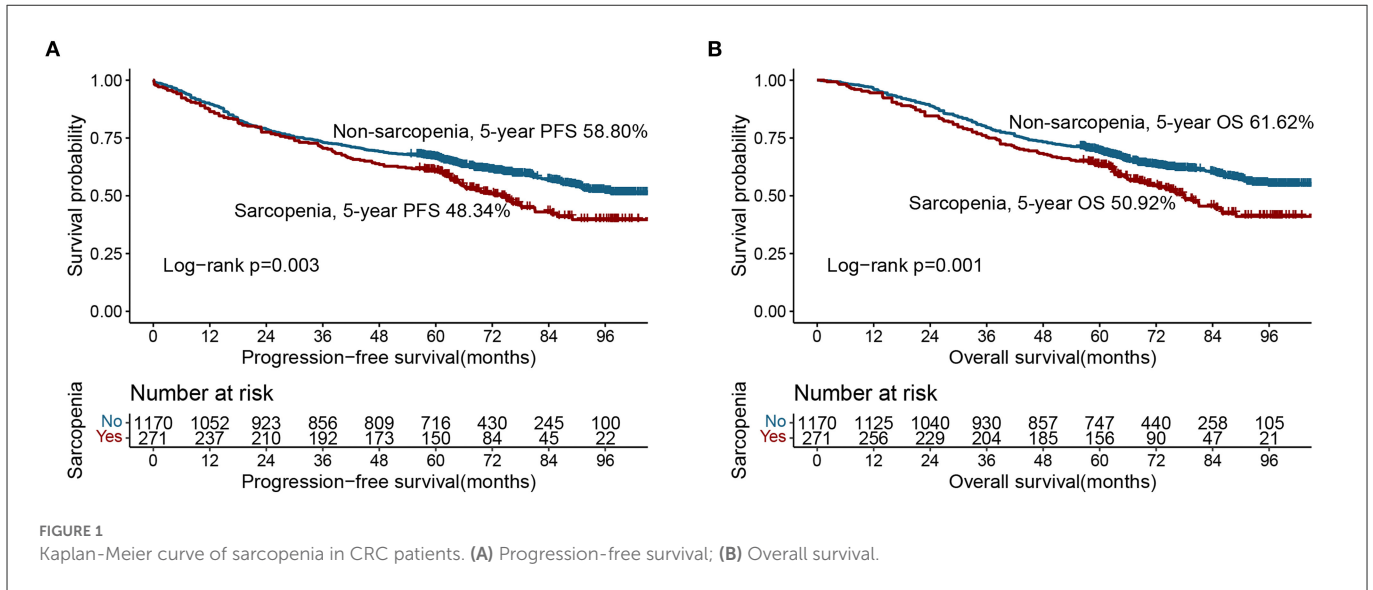 A
Survival probability
1.00
0.75
0.50
0.25
0.00
Non-sarcopenia, 5-year PFS 58.80%
Sarcopenia, 5-year PFS 48.34%
Log−rank p=0.003
0 12 24 36 48 60 72 84 96
Progression−free survival(months)
Number at risk
Sarcopenia
No 1170 1052 923 856 809 716 430 245 100
Yes 271 237 210 192 173 150 84 45 22
0 12 24 36 48 60 72 84 96
Progression−free survival(months)
B
Survival probability
1.00
0.75
0.50
0.25
0.00
Non-sarcopenia, 5-year OS 61.62%
Sarcopenia, 5-year OS 50.92%
Log−rank p=0.001
0 12 24 36 48 60 72 84 96
Overall survival(months)
Number at risk
Sarcopenia
No 1170 1125 1040 930 857 747 440 258 105
Yes 271 256 229 204 185 156 90 47 21
0 12 24 36 48 60 72 84 96
Overall survival(months)
FIGURE 1
Kaplan-Meier curve of sarcopenia in CRC patients. (A) Progression-free survival; (B) Overall survival.